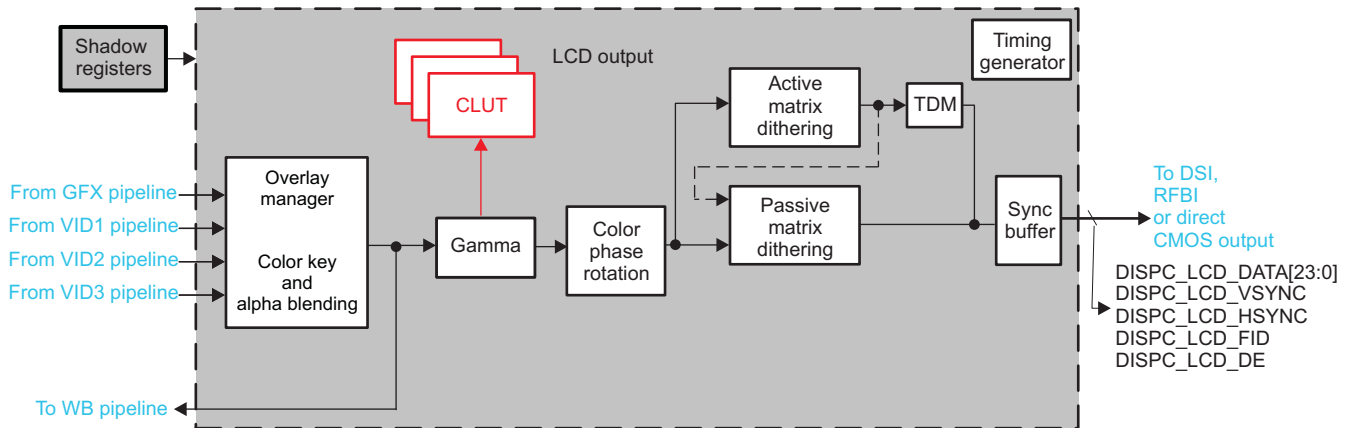 Shadow
registers
LCD output
Timing
generator
CLUT
Active
matrix
dithering
TDM
From GFX pipeline
From VID1 pipeline
From VID2 pipeline
From VID3 pipeline
Overlay
manager
Color key
and
alpha blending
Gamma
Color
phase
rotation
Passive
matrix
dithering
Sync
buffer
To DSI,
RFBI
or direct
CMOS output
DISPC_LCD_DATA[23:0]
DISPC_LCD_VSYNC
DISPC_LCD_HSYNC
DISPC_LCD_FID
DISPC_LCD_DE
To WB pipeline